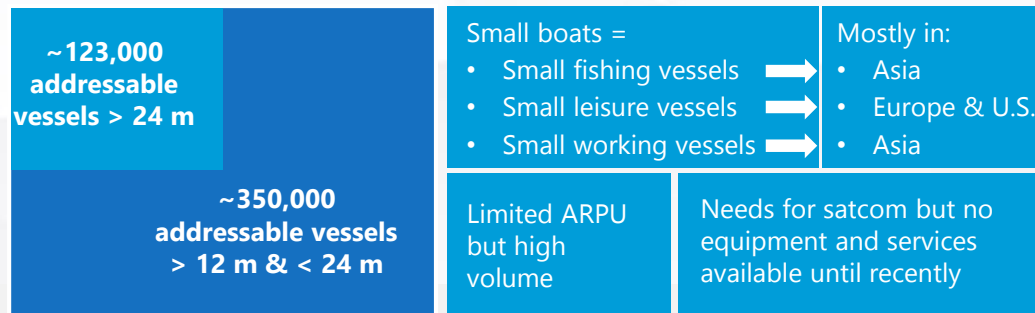 ~123,000
addressable
vessels > 24 m
~350,000
addressable vessels
> 12 m & < 24 m
Small boats =
• Small fishing vessels
• Small leisure vessels
• Small working vessels
Mostly in:
• Asia
• Europe & U.S.
• Asia
Limited ARPU
but high
volume
Needs for satcom but no
equipment and services
available until recently